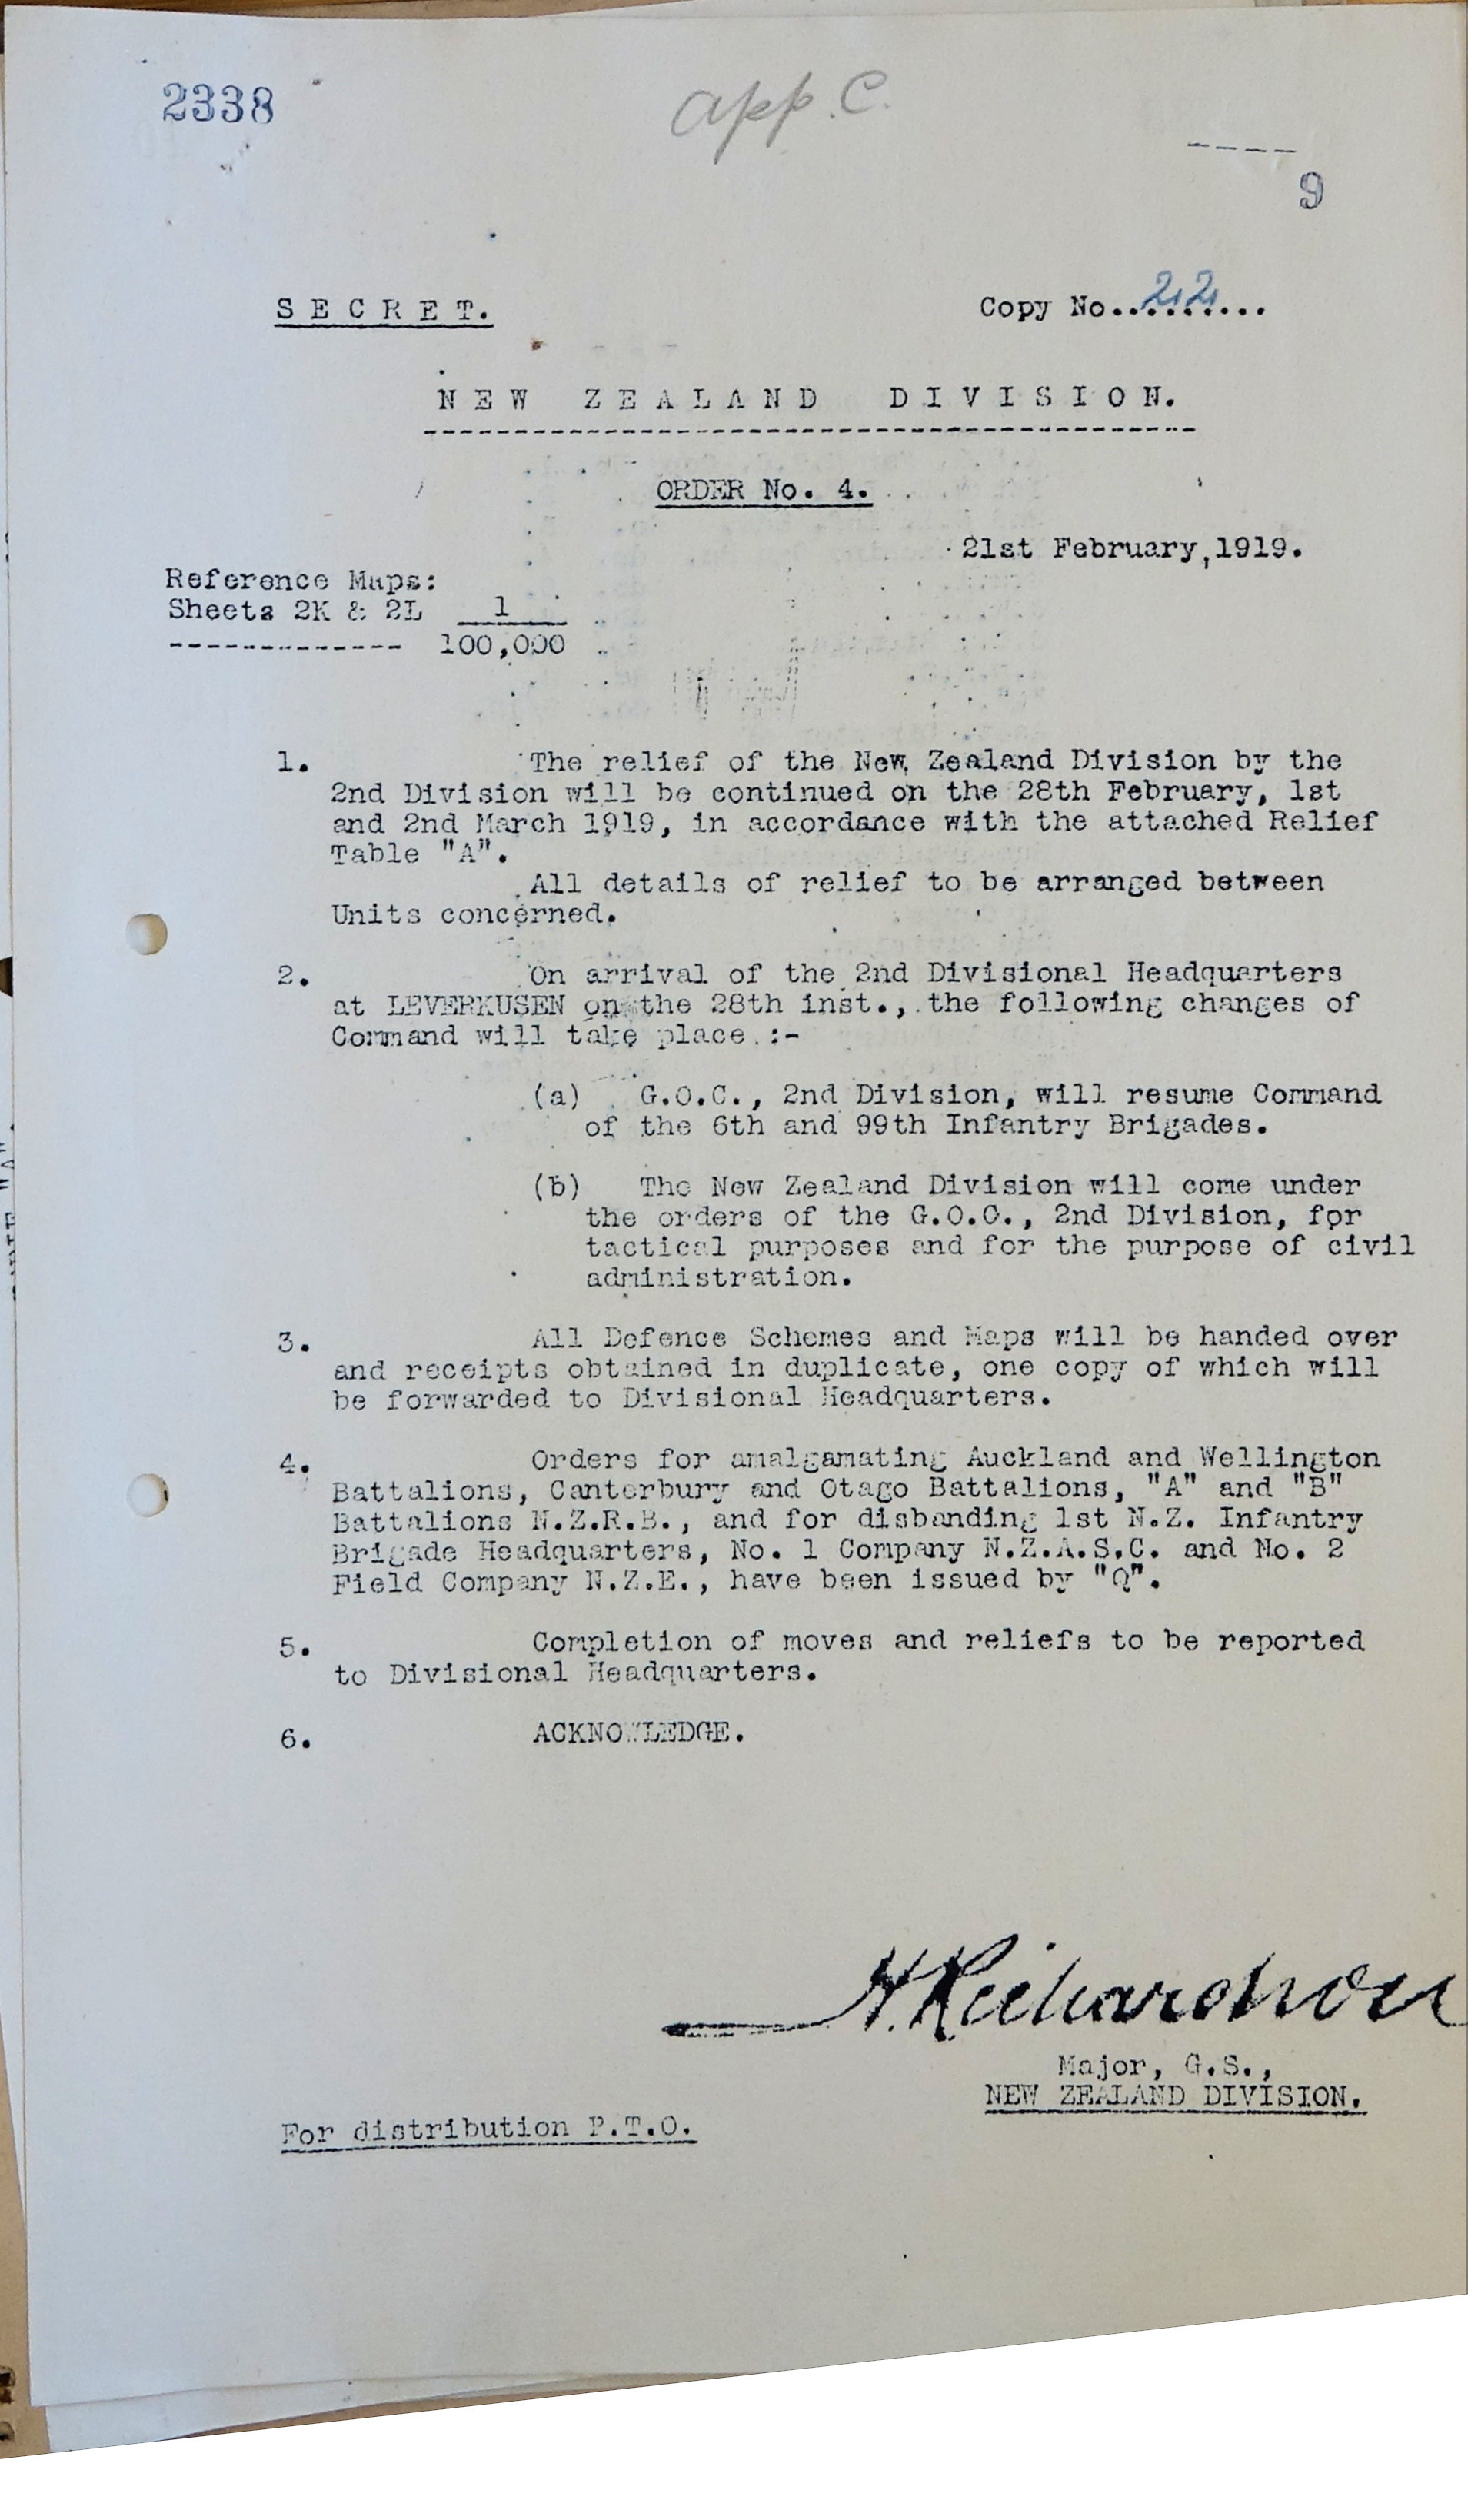 2338
app. C.
9
SECRET.
Copy No..22......
NEW ZEALAND DIVISION.
ORDER No. 4.
21st February, 1919.
Reference Maps:
Sheets 2K & 2L 1
100,000
1. The relief of the New Zealand Division by the
2nd Division will be continued on the 28th February, 1st
and 2nd March 1919, in accordance with the attached Relief
Table "A".
All details of relief to be arranged between
Units concerned.
2. On arrival of the 2nd Divisional Headquarters
at LEVERKUSEN on the 28th inst., the following changes of
Command will take place.:-
(a) G.O.C., 2nd Division, will resume Command
of the 6th and 99th Infantry Brigades.
(b) The New Zealand Division will come under
the orders of the G.O.C., 2nd Division, for
tactical purposes and for the purpose of civil
administration.
3. All Defence Schemes and Maps will be handed over
and receipts obtained in duplicate, one copy of which will
be forwarded to Divisional Headquarters.
4. Orders for amalgamating Auckland and Wellington
Battalions, Canterbury and Otago Battalions, "A" and "B"
Battalions N.Z.R.B., and for disbanding 1st N.Z. Infantry
Brigade Headquarters, No. 1 Company N.Z.A.S.C. and No. 2
Field Company N.Z.E., have been issued by "Q".
5. Completion of moves and reliefs to be reported
to Divisional Headquarters.
6. ACKNOWLEDGE.
H. Richardson
Major, G.S.,
NEW ZEALAND DIVISION.
For distribution P.T.O.